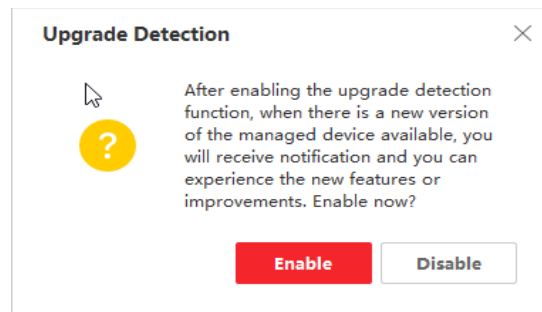 Upgrade Detection
?
After enabling the upgrade detection
function, when there is a new version
of the managed device available, you
will receive notification and you can
experience the new features or
improvements. Enable now?
Enable
Disable